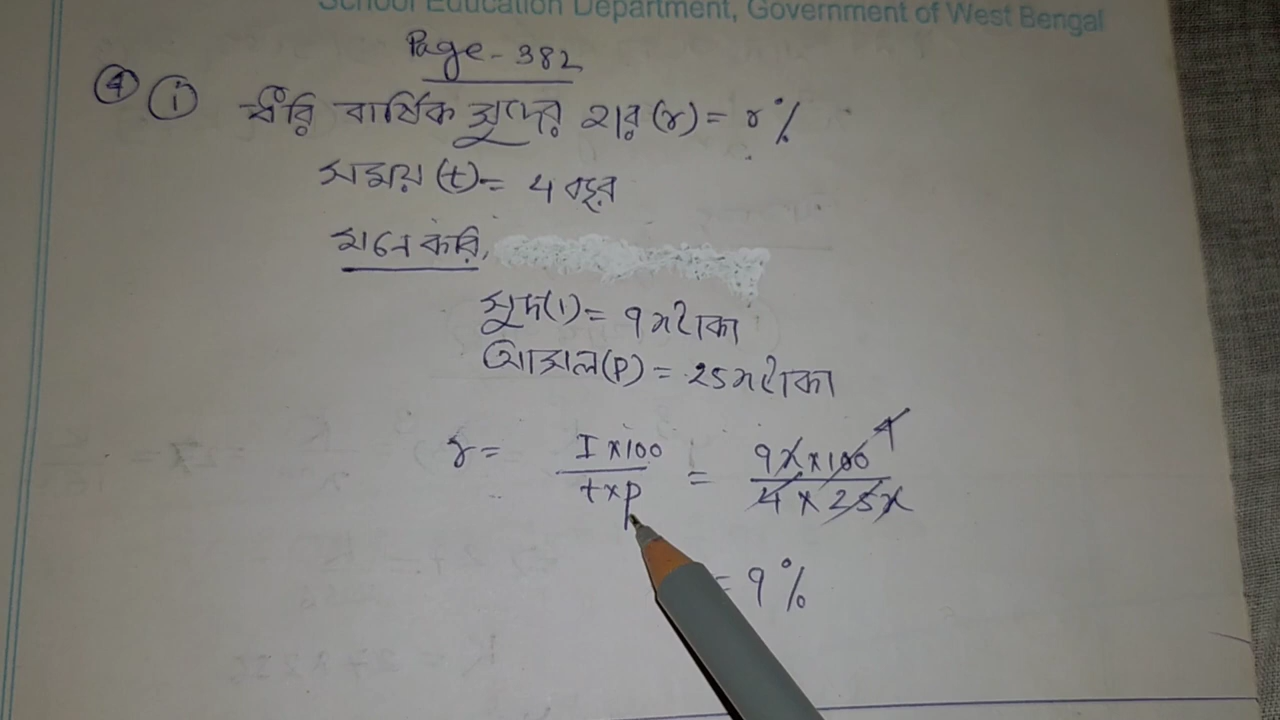 School Education Department, Government of West Bengal
Page - 382
④ ⓘ ধরি বার্ষিক সুদের হার (r) = r%
সময় (t) = 4 বছর
মনে করি,
সুদ (I) = 9x টাকা
আসল (P) = 25x টাকা
r = I × 100 / t × p = 9x × 100 4 / 4 × 25x
= 9%